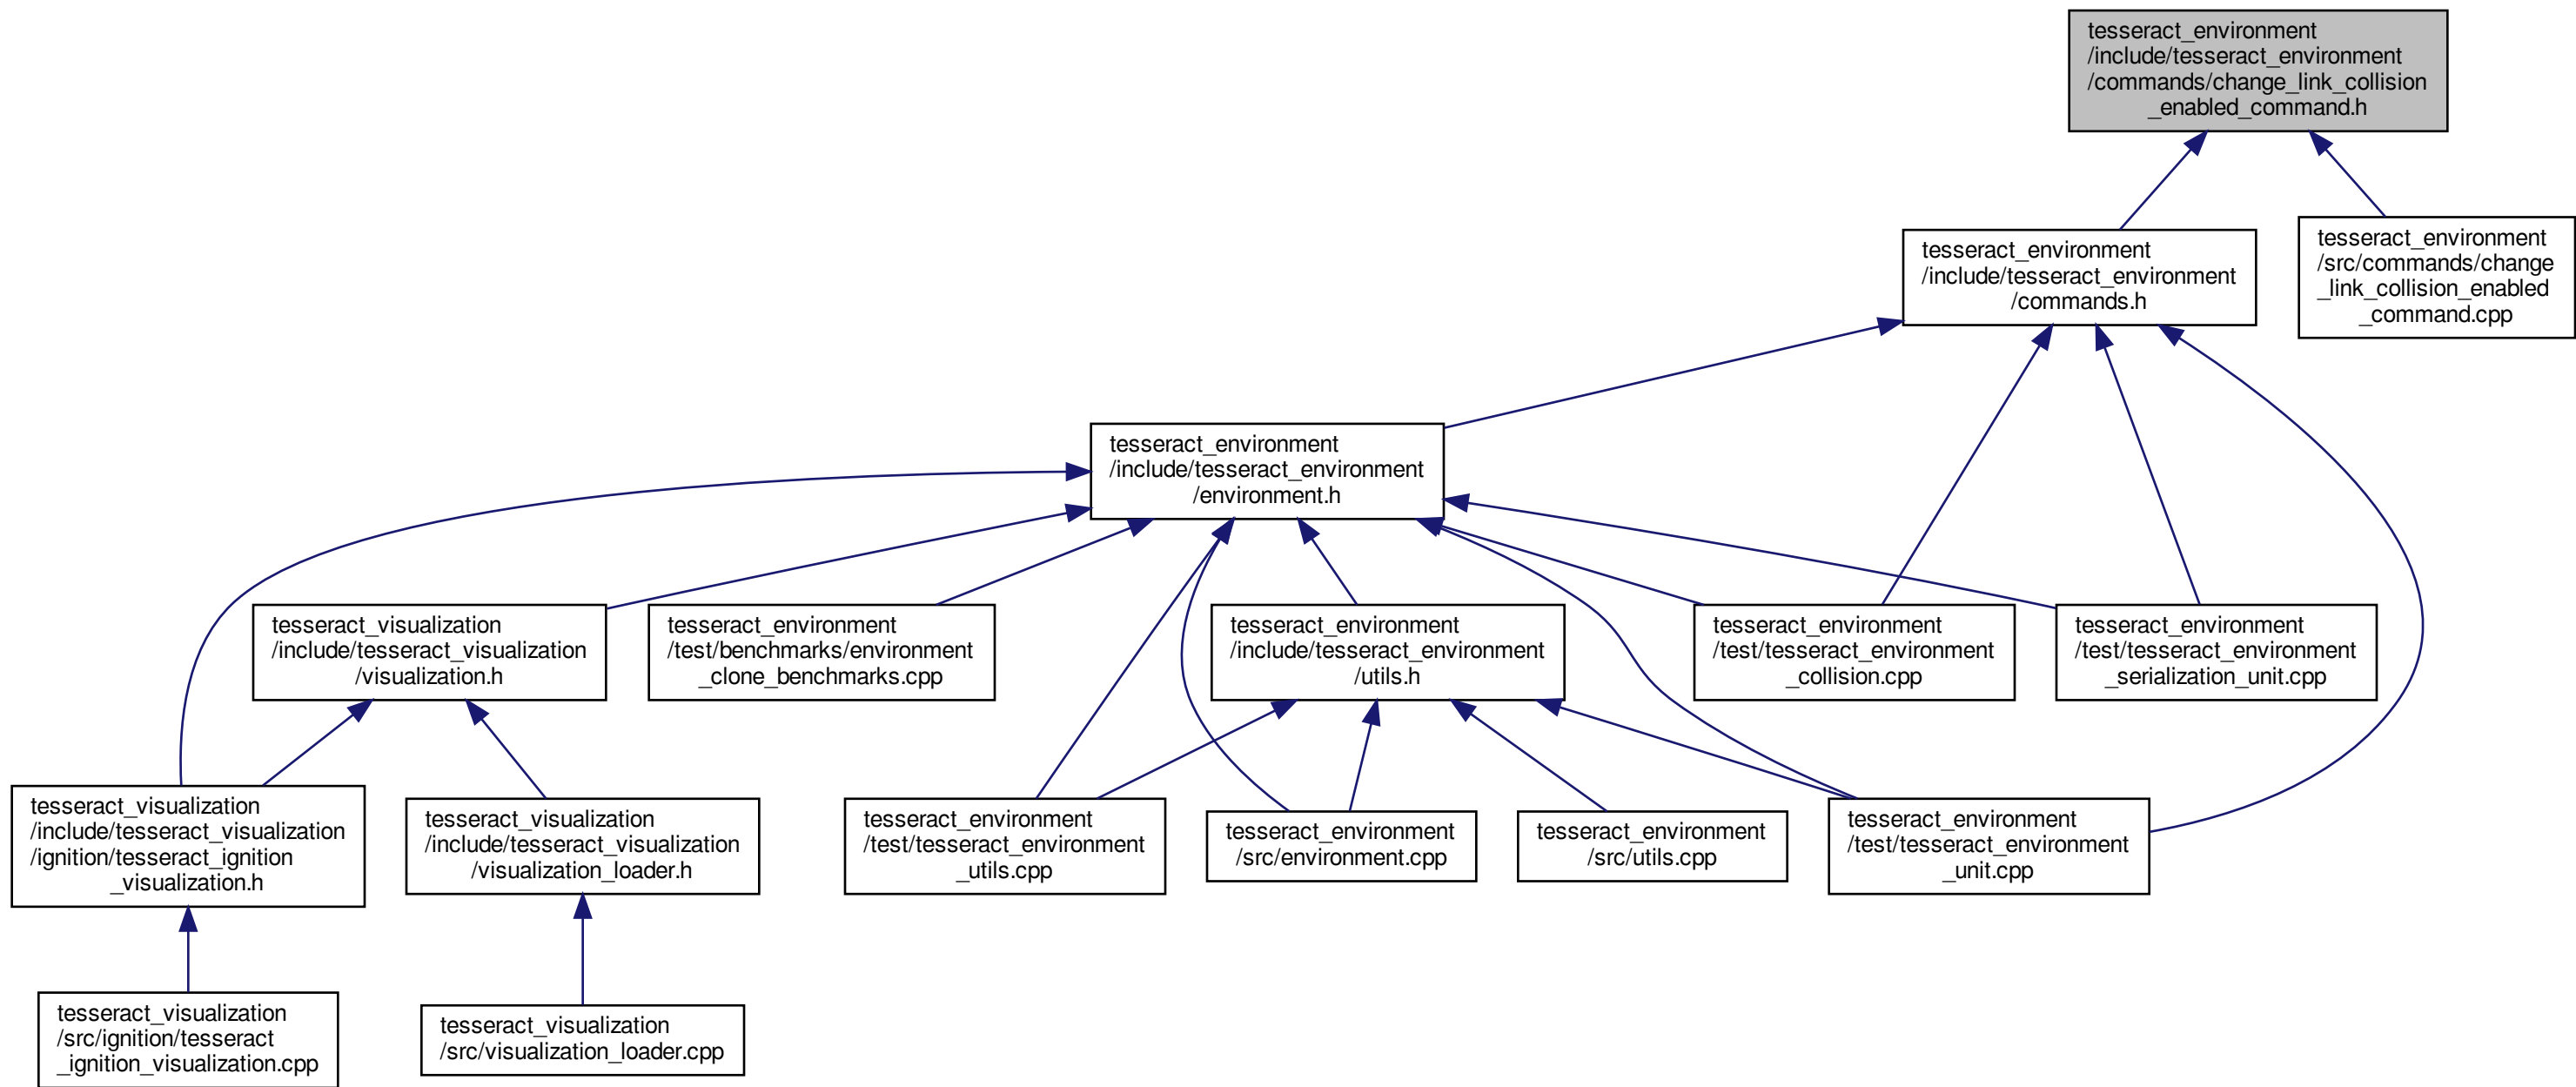 tesseract_environment
/include/tesseract_environment
/commands/change_link_collision
_enabled_command.h
tesseract_environment
/include/tesseract_environment
/commands.h
tesseract_environment
/src/commands/change
_link_collision_enabled
_command.cpp
tesseract_environment
/include/tesseract_environment
/environment.h
tesseract_visualization
/include/tesseract_visualization
/visualization.h
tesseract_environment
/test/benchmarks/environment
_clone_benchmarks.cpp
tesseract_environment
/include/tesseract_environment
/utils.h
tesseract_environment
/test/tesseract_environment
_collision.cpp
tesseract_environment
/test/tesseract_environment
_serialization_unit.cpp
tesseract_visualization
/include/tesseract_visualization
/ignition/tesseract_ignition
_visualization.h
tesseract_visualization
/include/tesseract_visualization
/visualization_loader.h
tesseract_environment
/test/tesseract_environment
_utils.cpp
tesseract_environment
/src/environment.cpp
tesseract_environment
/src/utils.cpp
tesseract_environment
/test/tesseract_environment
_unit.cpp
tesseract_visualization
/src/ignition/tesseract
_ignition_visualization.cpp
tesseract_visualization
/src/visualization_loader.cpp